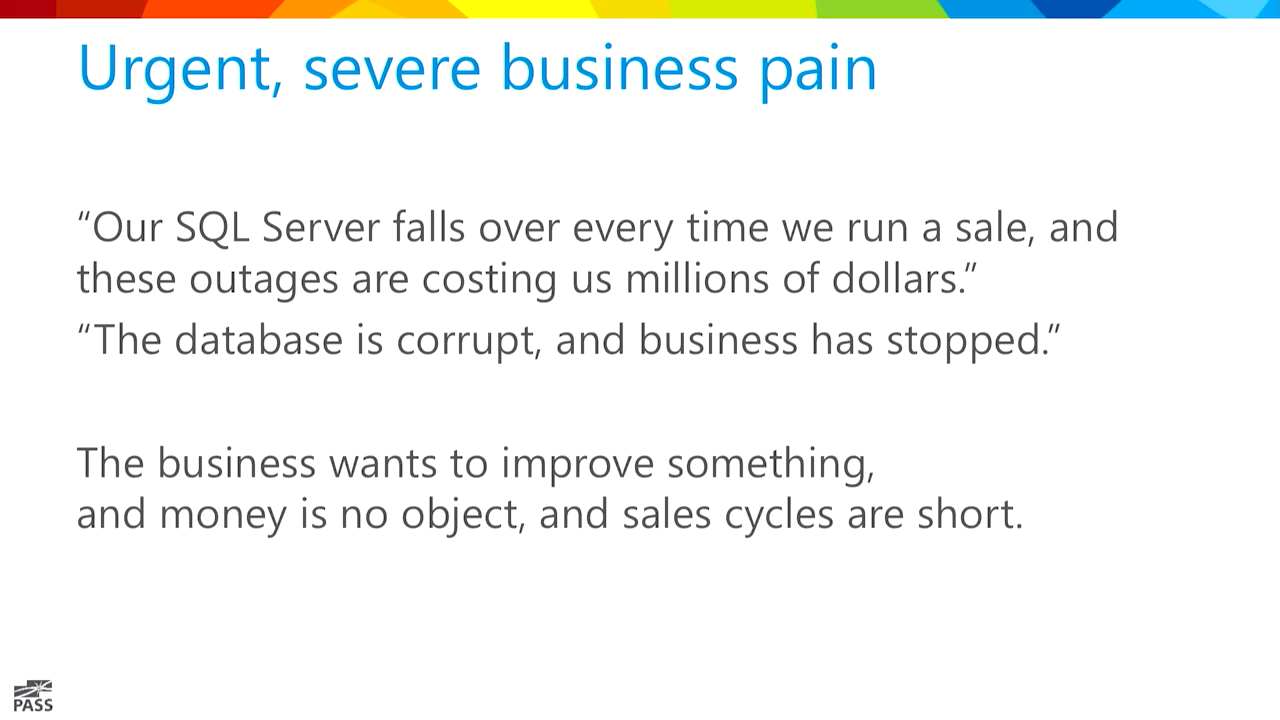 Urgent, severe business pain
“Our SQL Server falls over every time we run a sale, and
these outages are costing us millions of dollars.”
“The database is corrupt, and business has stopped.”
The business wants to improve something,
and money is no object, and sales cycles are short.
PASS